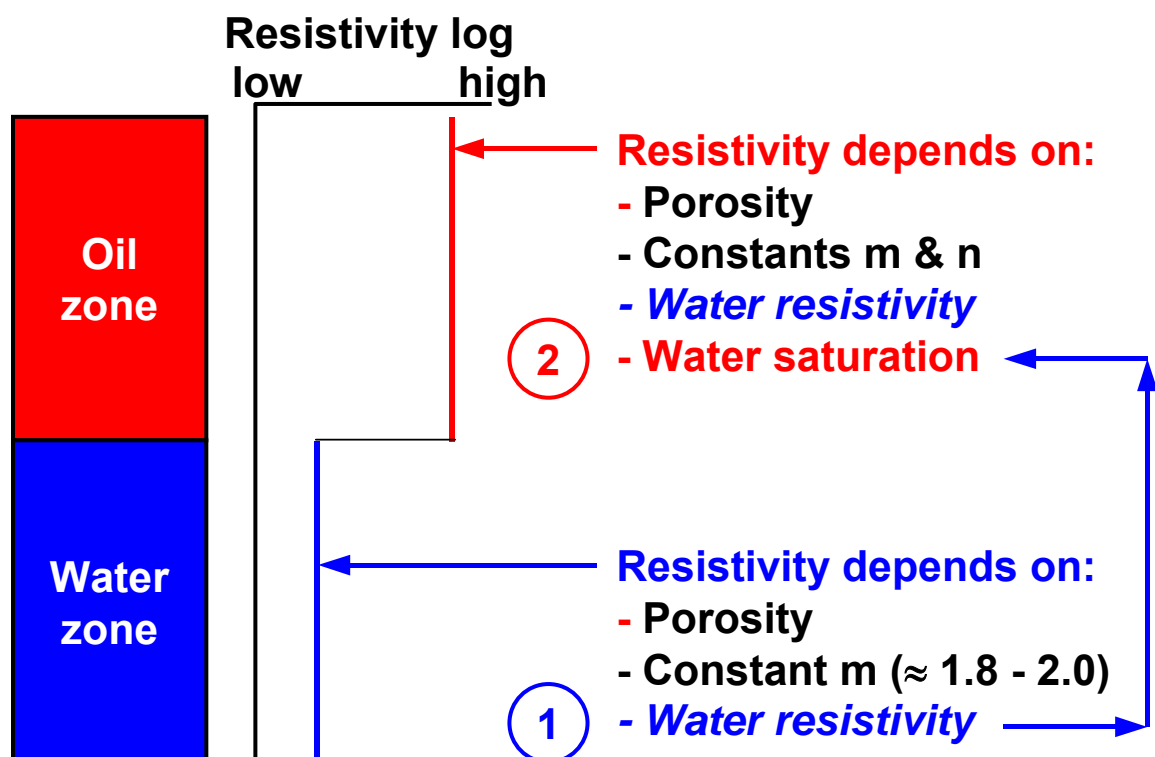 Resistivity log
low high
Oil
zone
Resistivity depends on:
- Porosity
- Constants m & n
- Water resistivity
2 - Water saturation
Water
zone
Resistivity depends on:
- Porosity
- Constant m (≈ 1.8 - 2.0)
1 - Water resistivity